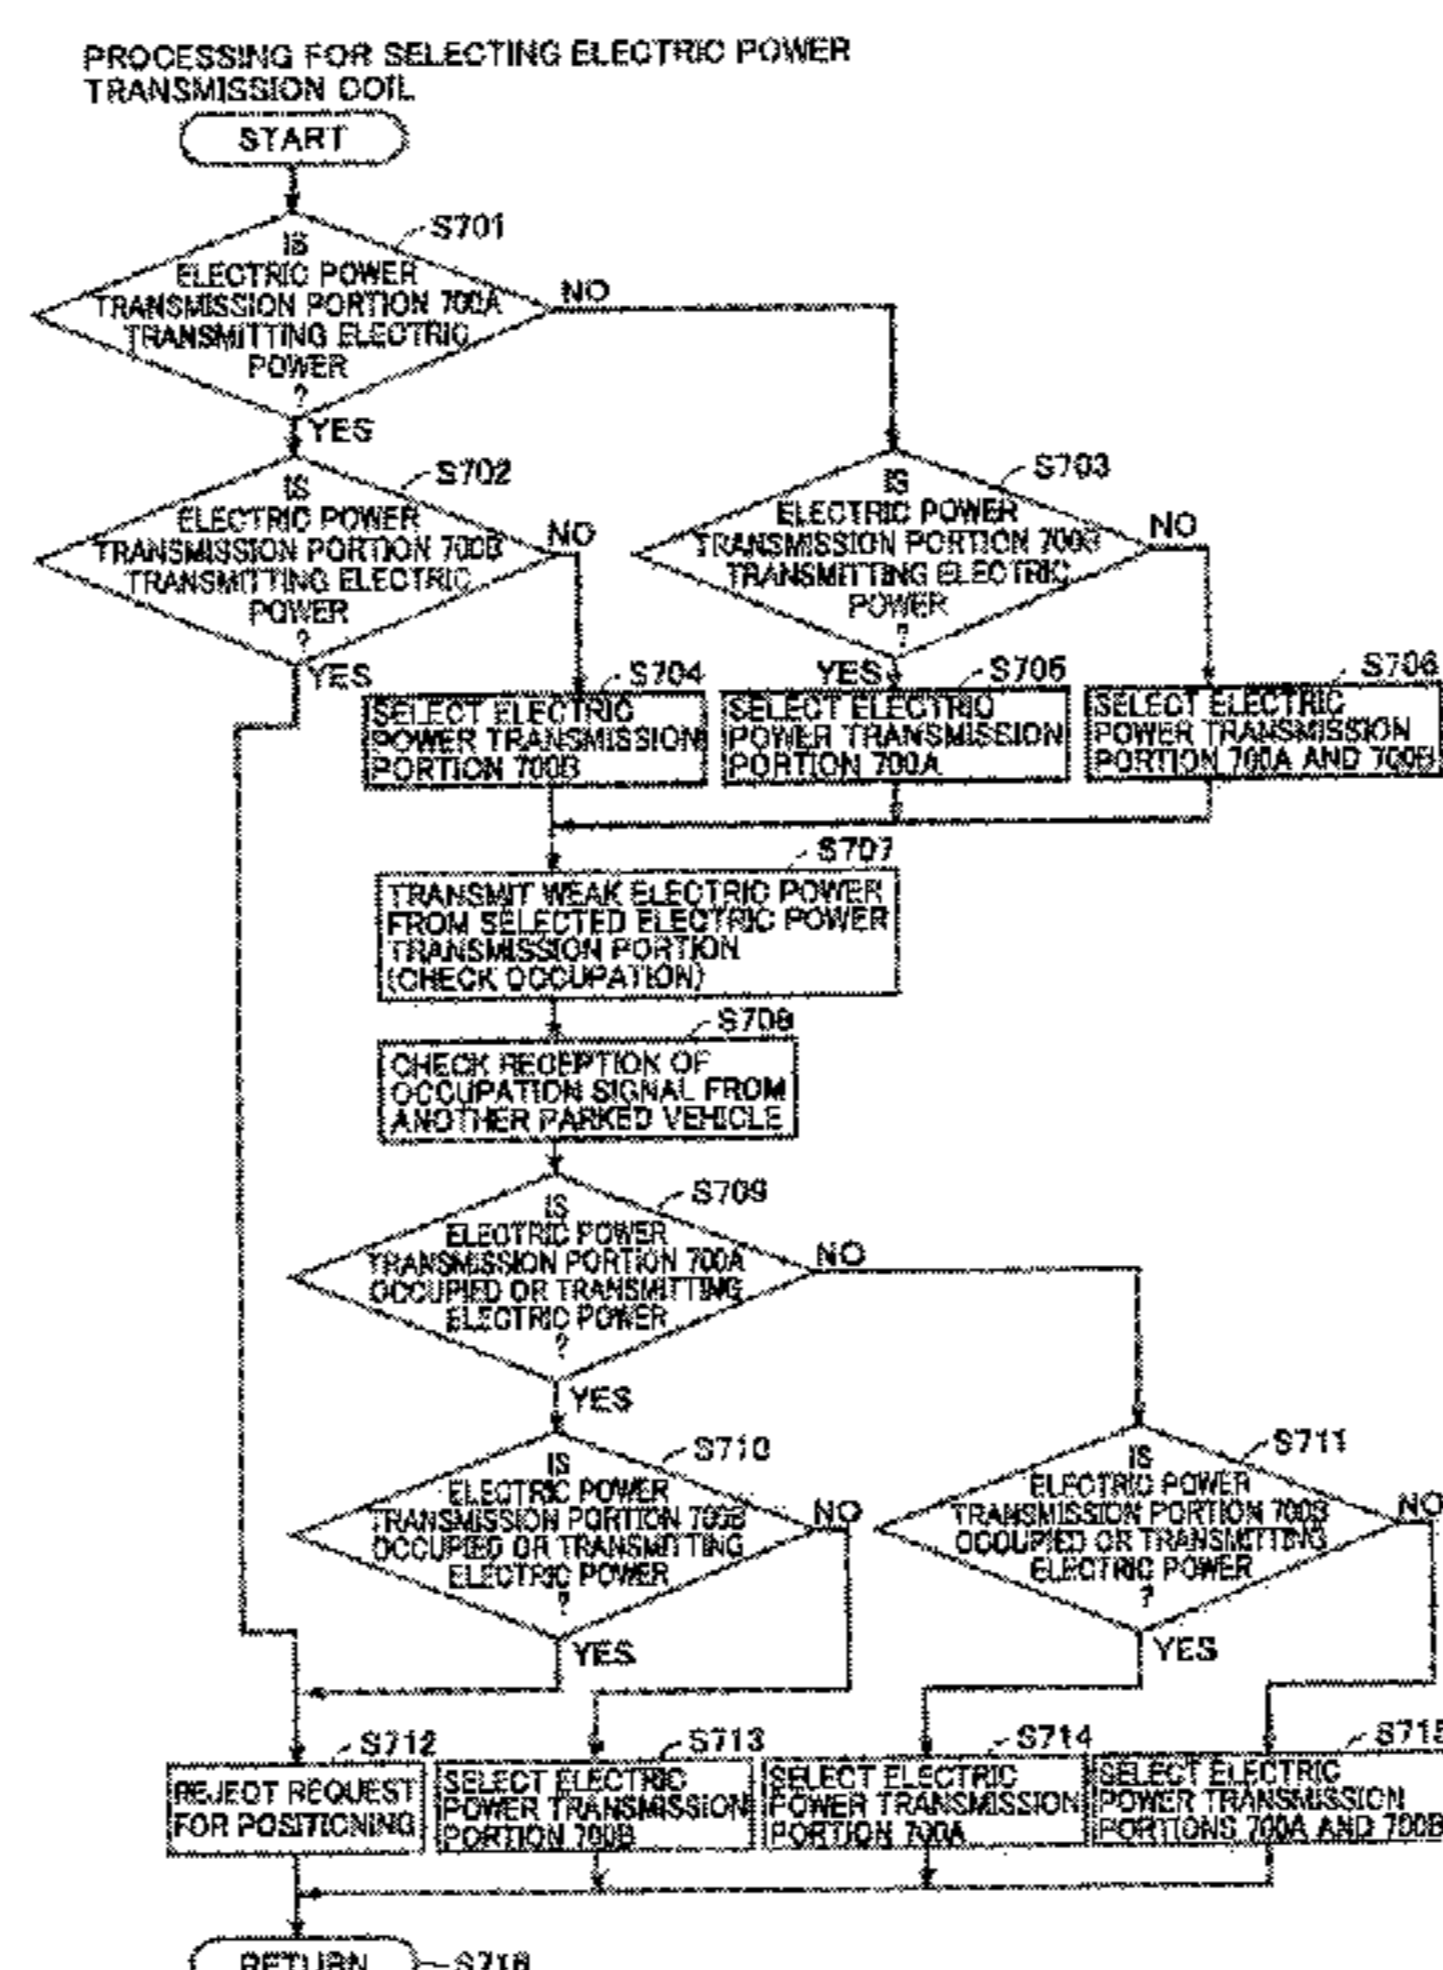 PROCESSING FOR SELECTING ELECTRIC POWER
TRANSMISSION COIL
START
S701
IS
ELECTRIC POWER
TRANSMISSION PORTION 700A
TRANSMITTING ELECTRIC
POWER
?
NO
YES
S702
IS
ELECTRIC POWER
TRANSMISSION PORTION 700B
TRANSMITTING ELECTRIC
POWER
?
NO
YES
S703
IS
ELECTRIC POWER
TRANSMISSION PORTION 700B
TRANSMITTING ELECTRIC
POWER
?
NO
YES
S704
SELECT ELECTRIC
POWER TRANSMISSION
PORTION 700B
S705
SELECT ELECTRIC
POWER TRANSMISSION
PORTION 700A
S706
SELECT ELECTRIC
POWER TRANSMISSION
PORTION 700A AND 700B
S707
TRANSMIT WEAK ELECTRIC POWER
FROM SELECTED ELECTRIC POWER
TRANSMISSION PORTION
(CHECK OCCUPATION)
S708
CHECK RECEPTION OF
OCCUPATION SIGNAL FROM
ANOTHER PARKED VEHICLE
S709
IS
ELECTRIC POWER
TRANSMISSION PORTION 700A
OCCUPIED OR TRANSMITTING
ELECTRIC POWER
?
NO
YES
S710
IS
ELECTRIC POWER
TRANSMISSION PORTION 700B
OCCUPIED OR TRANSMITTING
ELECTRIC POWER
?
NO
YES
S711
IS
ELECTRIC POWER
TRANSMISSION PORTION 700B
OCCUPIED OR TRANSMITTING
ELECTRIC POWER
?
NO
YES
S712
REJECT REQUEST
FOR POSITIONING
S713
SELECT ELECTRIC
POWER TRANSMISSION
PORTION 700B
S714
SELECT ELECTRIC
POWER TRANSMISSION
PORTION 700A
S715
SELECT ELECTRIC
POWER TRANSMISSION
PORTIONS 700A AND 700B
RETURN
S716